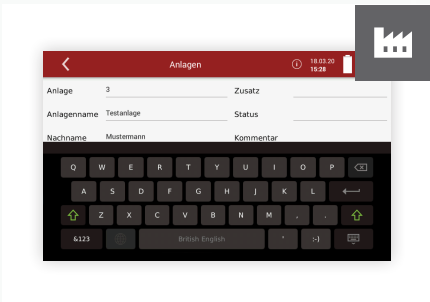 Anlagen
18.03.20
15:28
Anlage 3 Zusatz
Anlagenname Testanlage Status
Nachname Mustermann Kommentar
Q W E R T Y U I O P
A S D F G H J K L
Z X C V B N M , .
&123 British English ' :-)